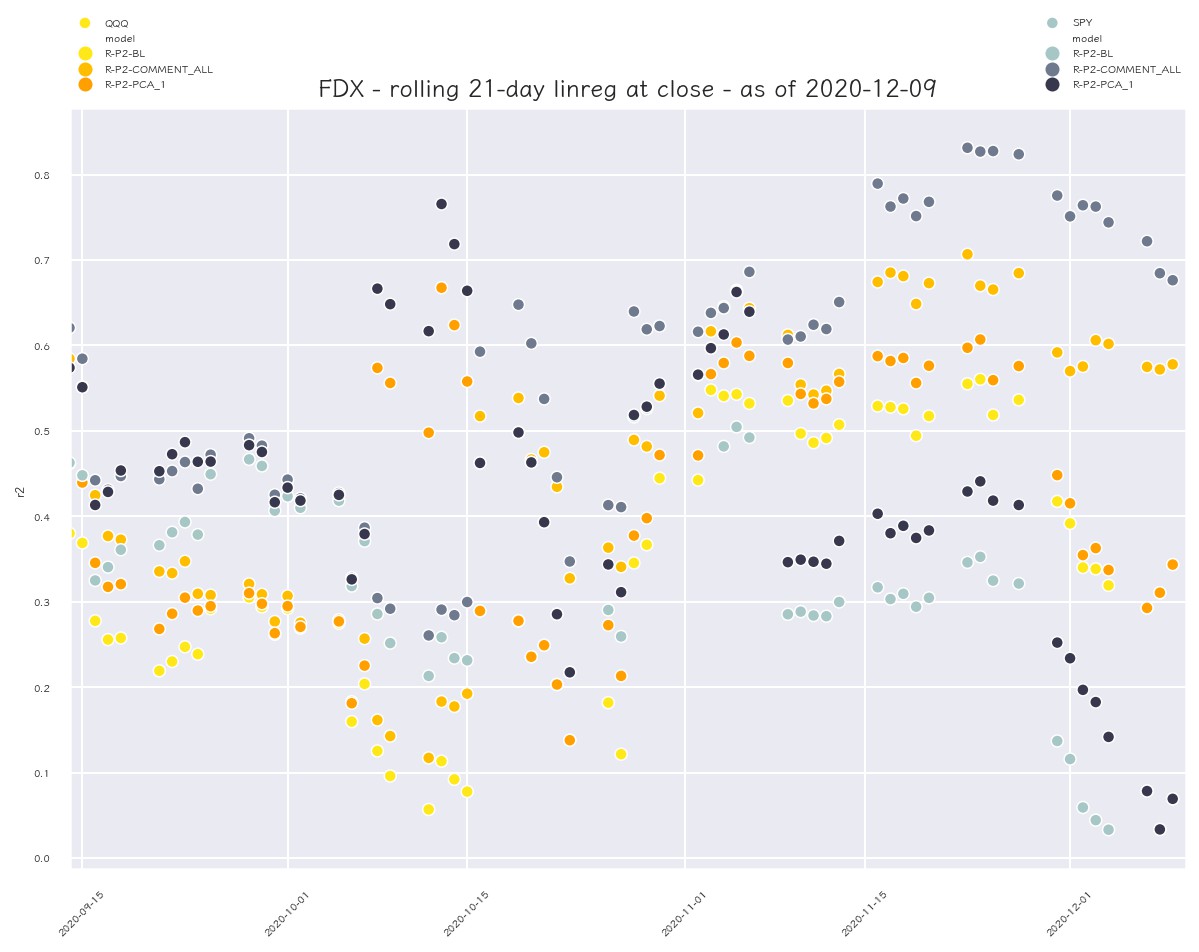 QQQ
model
R-P2-BL
R-P2-COMMENT_ALL
R-P2-PCA_1
SPY
model
R-P2-BL
R-P2-COMMENT_ALL
R-P2-PCA_1
FDX - rolling 21-day linreg at close - as of 2020-12-09
r2
0.8
0.7
0.6
0.5
0.4
0.3
0.2
0.1
0.0
2020-09-15
2020-10-01
2020-10-15
2020-11-01
2020-11-15
2020-12-01